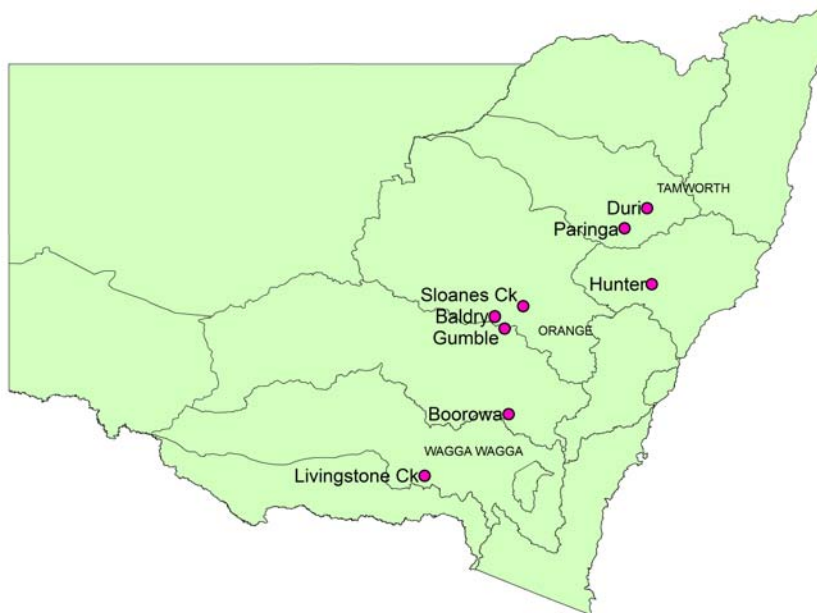 TAMWORTH
Duri
Paringa
Hunter
Sloanes Ck
Baldry
ORANGE
Gumble
Boorowa
WAGGA WAGGA
Livingstone Ck